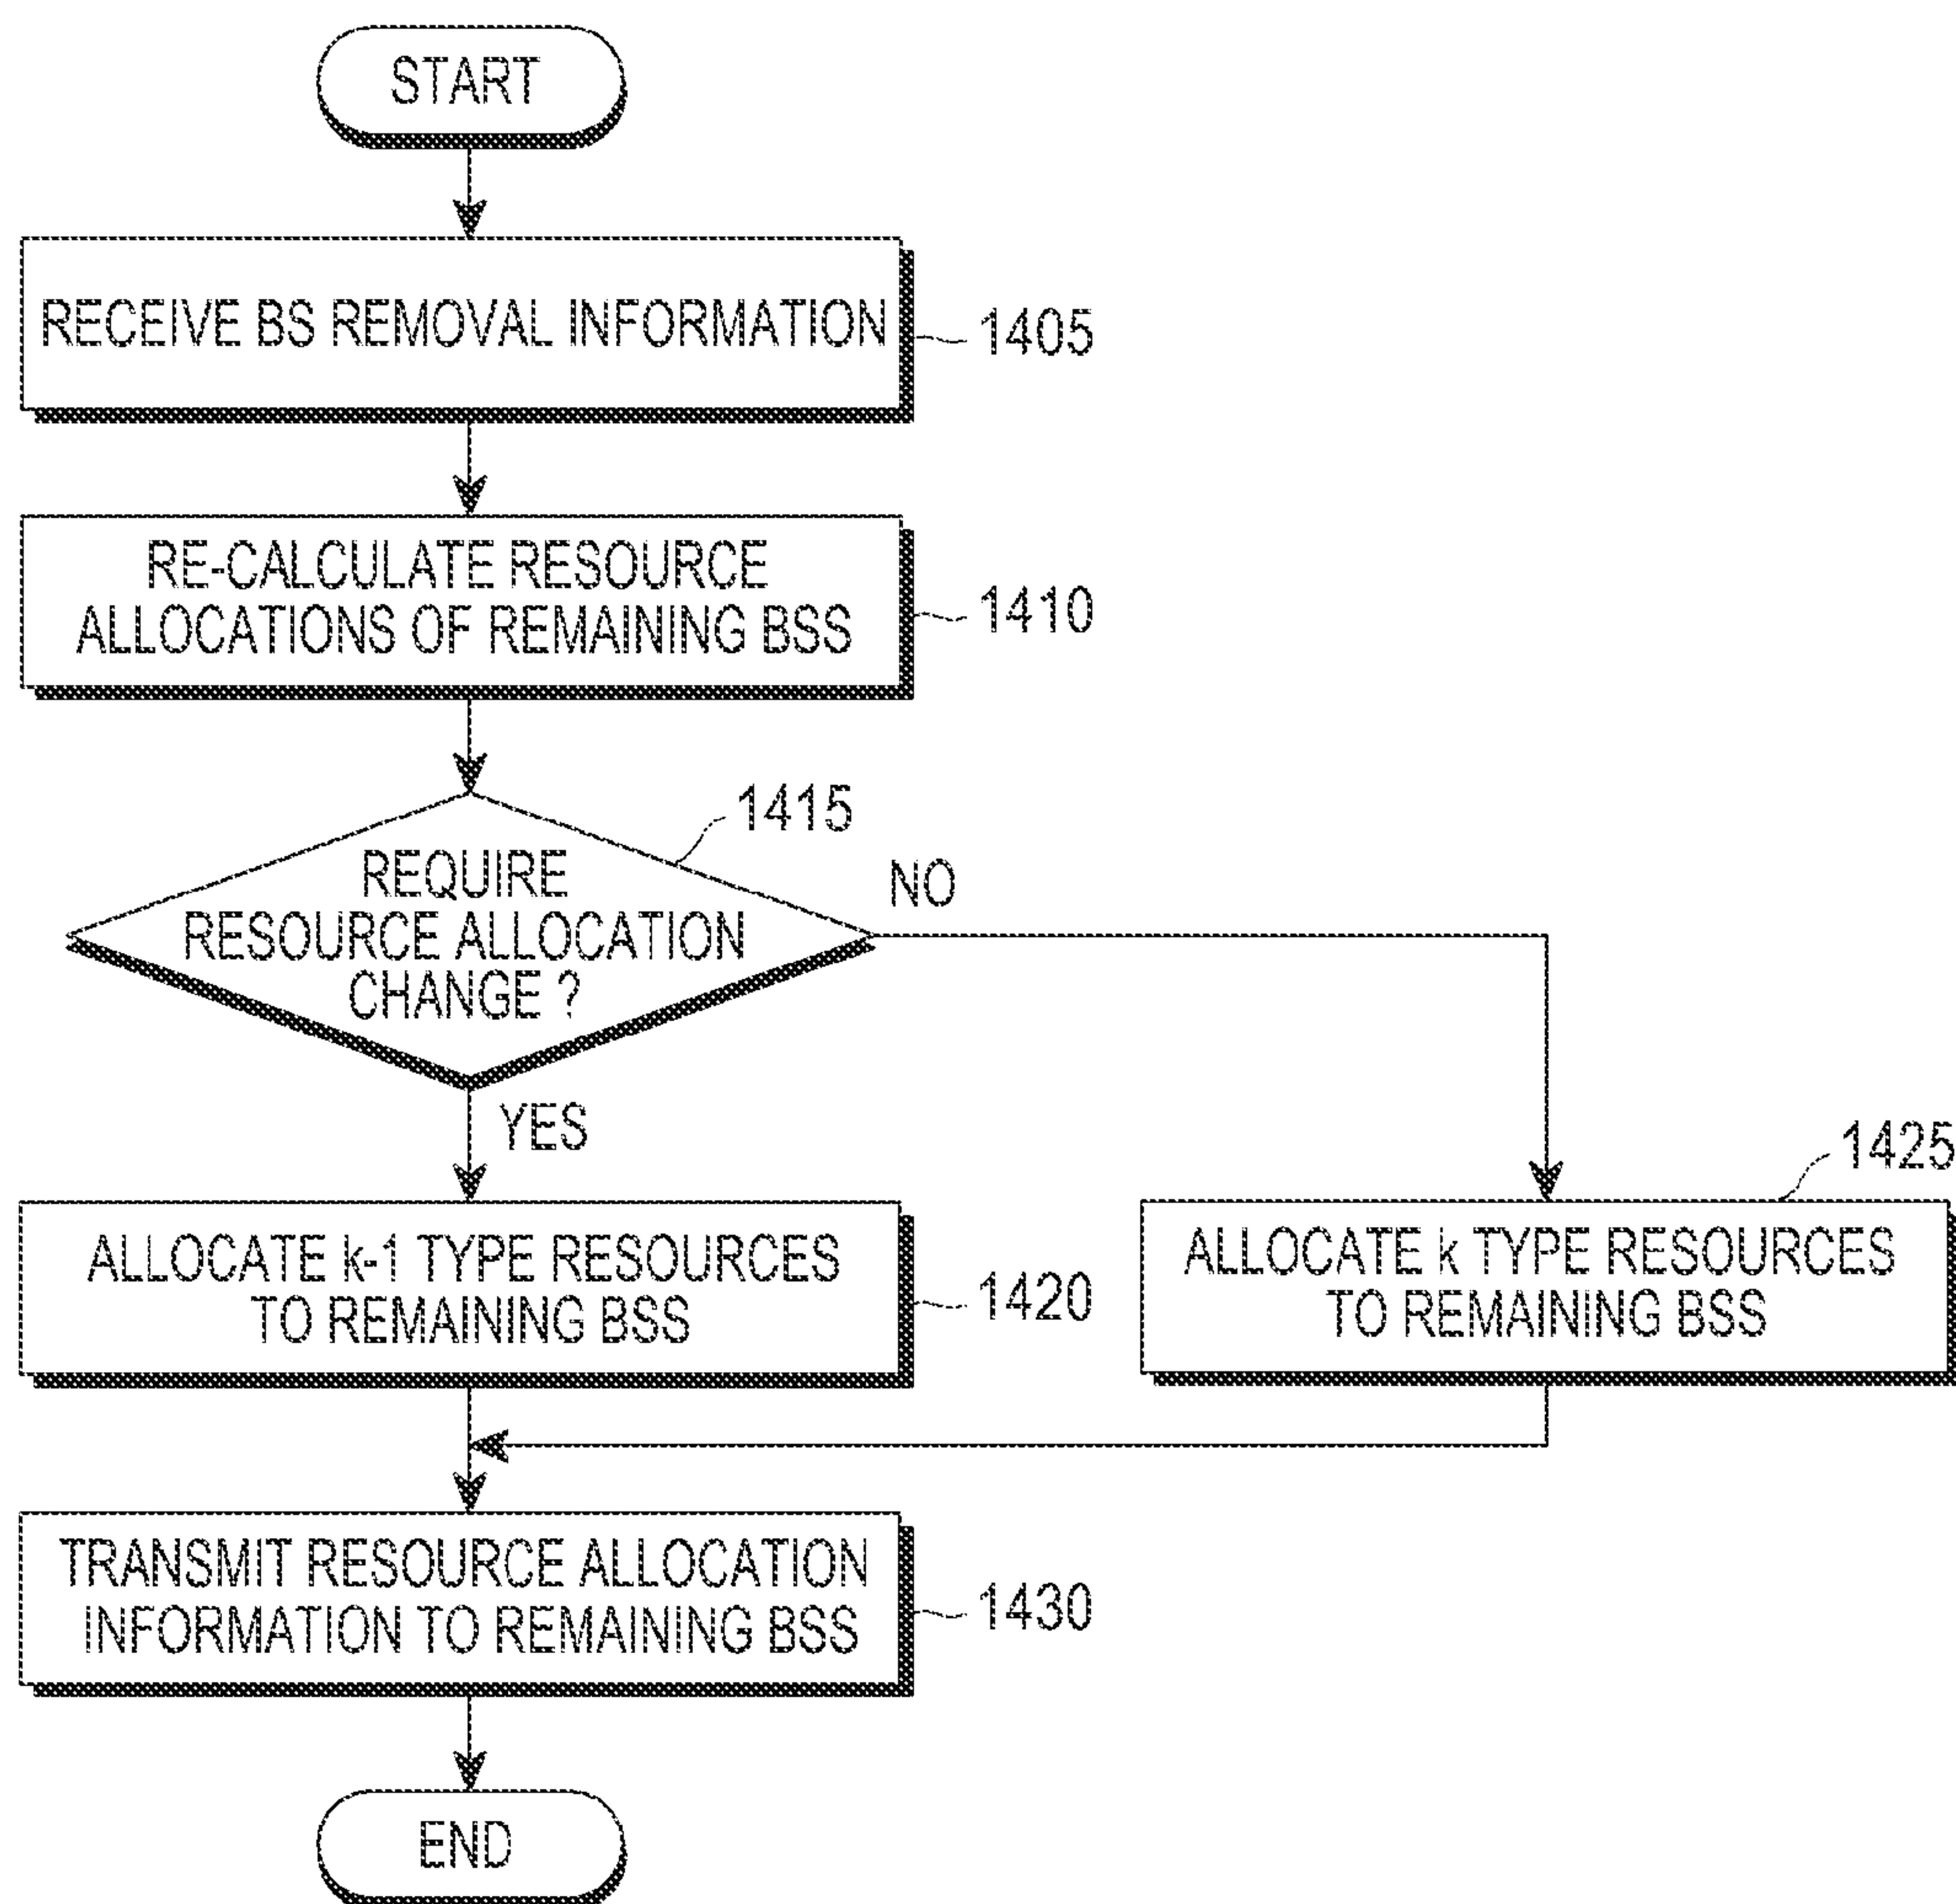 START
RECEIVE BS REMOVAL INFORMATION
1405
RE-CALCULATE RESOURCE
ALLOCATIONS OF REMAINING BSS
1410
1415
REQUIRE
RESOURCE ALLOCATION
CHANGE ?
NO
YES
ALLOCATE k-1 TYPE RESOURCES
TO REMAINING BSS
1420
1425
ALLOCATE k TYPE RESOURCES
TO REMAINING BSS
TRANSMIT RESOURCE ALLOCATION
INFORMATION TO REMAINING BSS
1430
END